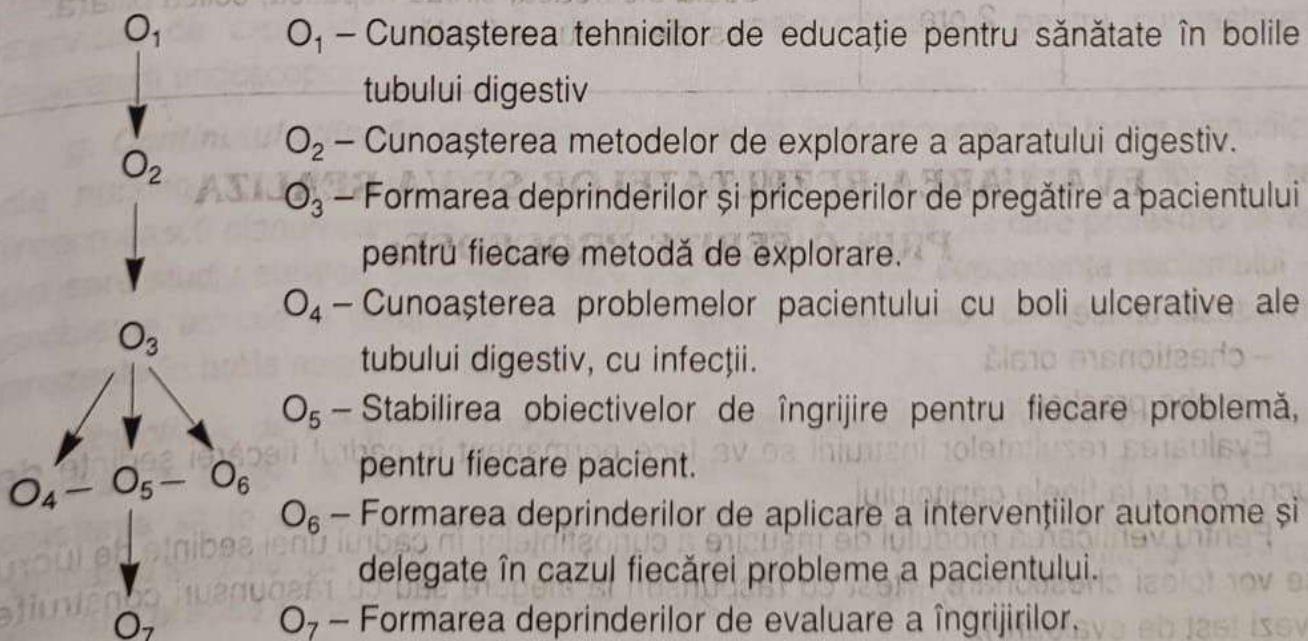 O₁ O₁ – Cunoașterea tehnicilor de educație pentru sănătate în bolile
tubului digestiv
O₂ O₂ – Cunoașterea metodelor de explorare a aparatului digestiv.
O₃ – Formarea deprinderilor și priceperilor de pregătire a pacientului
pentru fiecare metodă de explorare.
O₃ O₄ – Cunoașterea problemelor pacientului cu boli ulcerative ale
tubului digestiv, cu infecții.
O₅ – Stabilirea obiectivelor de îngrijire pentru fiecare problemă,
pentru fiecare pacient.
O₄ – O₅ – O₆
O₆ – Formarea deprinderilor de aplicare a intervențiilor autonome și
delegate în cazul fiecărei probleme a pacientului.
O₇ O₇ – Formarea deprinderilor de evaluare a îngrijirilor.